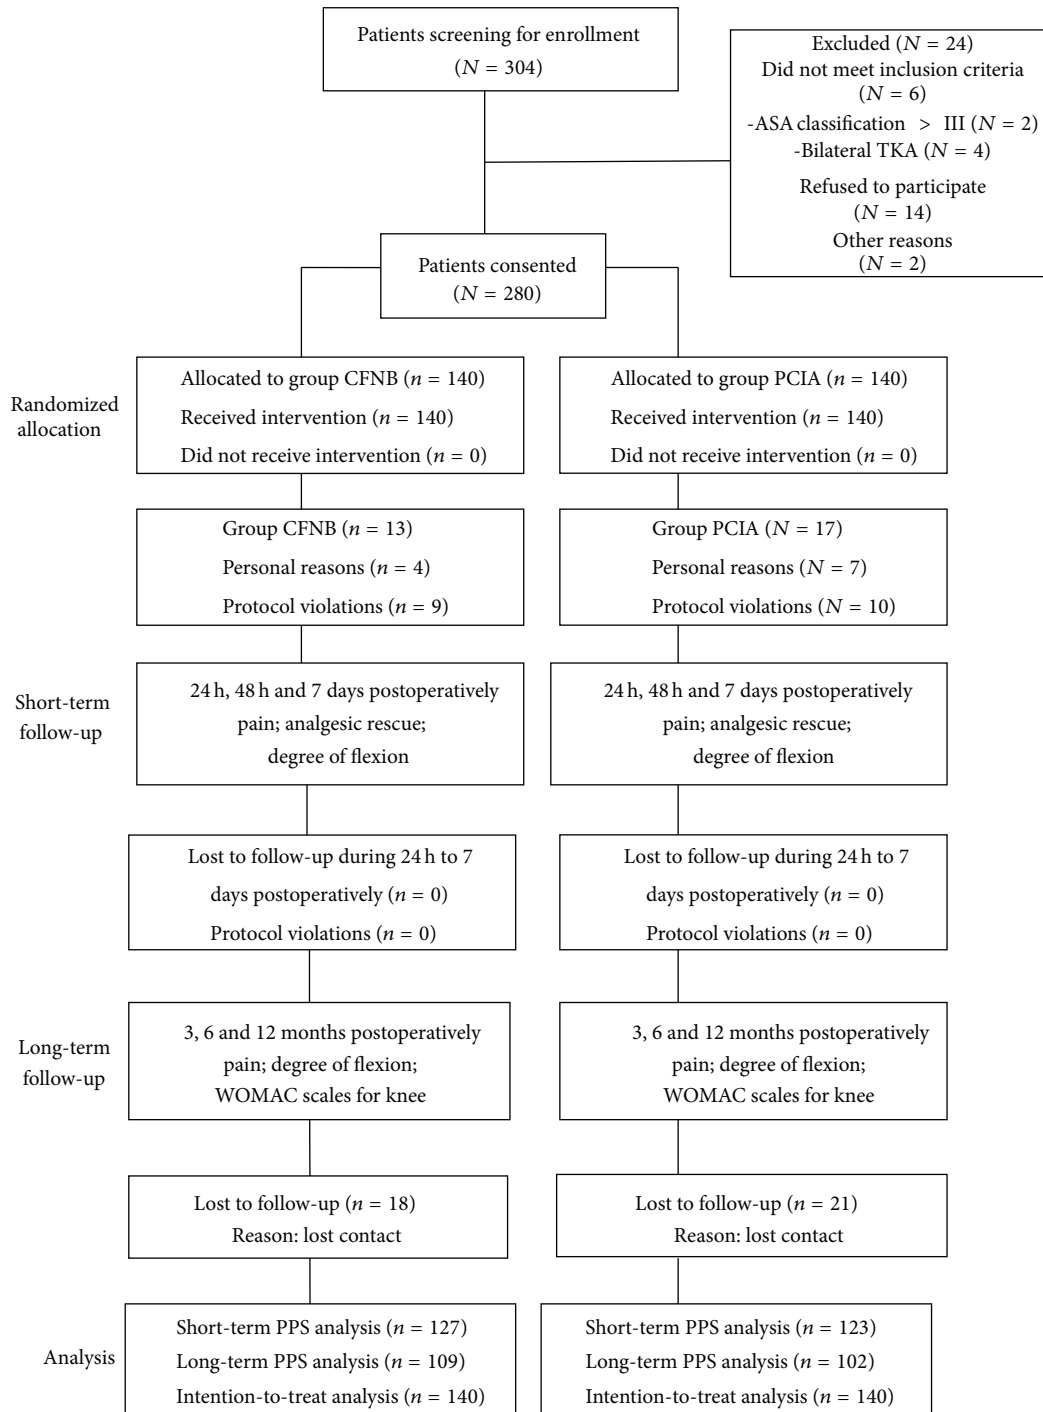 Patients screening for enrollment
(N = 304)
Excluded (N = 24)
Did not meet inclusion criteria
(N = 6)
-ASA classification > III (N = 2)
-Bilateral TKA (N = 4)
Refused to participate
(N = 14)
Other reasons
(N = 2)
Patients consented
(N = 280)
Randomized
allocation
Allocated to group CFNB (n = 140)
Received intervention (n = 140)
Did not receive intervention (n = 0)
Allocated to group PCIA (n = 140)
Received intervention (n = 140)
Did not receive intervention (n = 0)
Group CFNB (n = 13)
Personal reasons (n = 4)
Protocol violations (n = 9)
Group PCIA (N = 17)
Personal reasons (N = 7)
Protocol violations (N = 10)
Short-term
follow-up
24 h, 48 h and 7 days postoperatively
pain; analgesic rescue;
degree of flexion
24 h, 48 h and 7 days postoperatively
pain; analgesic rescue;
degree of flexion
Lost to follow-up during 24 h to 7
days postoperatively (n = 0)
Protocol violations (n = 0)
Lost to follow-up during 24 h to 7
days postoperatively (n = 0)
Protocol violations (n = 0)
Long-term
follow-up
3, 6 and 12 months postoperatively
pain; degree of flexion;
WOMAC scales for knee
3, 6 and 12 months postoperatively
pain; degree of flexion;
WOMAC scales for knee
Lost to follow-up (n = 18)
Reason: lost contact
Lost to follow-up (n = 21)
Reason: lost contact
Analysis
Short-term PPS analysis (n = 127)
Long-term PPS analysis (n = 109)
Intention-to-treat analysis (n = 140)
Short-term PPS analysis (n = 123)
Long-term PPS analysis (n = 102)
Intention-to-treat analysis (n = 140)